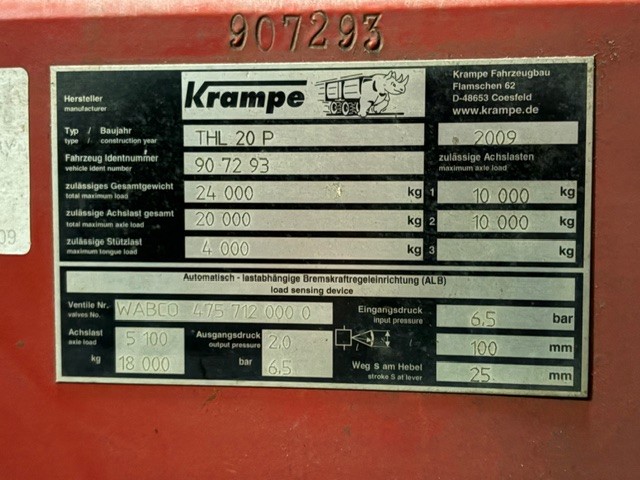 907293
Hersteller
manufacturer
Krampe
Krampe Fahrzeugbau
Flamschen 62
D-48653 Coesfeld
www.krampe.de
Typ / Baujahr
type / construction year
THL 20 P
2009
Fahrzeug Identnummer
vehicle ident number
90 72 93
zulässige Achslasten
maximum axle load
zulässiges Gesamtgewicht
total maximum load
24 000 kg
1 10 000 kg
zulässige Achslast gesamt
total maximum axle load
20 000 kg
2 10 000 kg
zulässige Stützlast
maximum tongue load
4 000 kg
3 kg
Automatisch - lastabhängige Bremskraftregeleinrichtung (ALB)
load sensing device
Ventile Nr.
valves No.
WABCO 475 712 000 0
Eingangsdruck
input pressure
6,5 bar
Achslast
axle load
kg
5 100
18 000
Ausgangsdruck
output pressure
bar
2,0
6,5
100 mm
Weg s am Hebel
stroke S at lever
25 mm
09